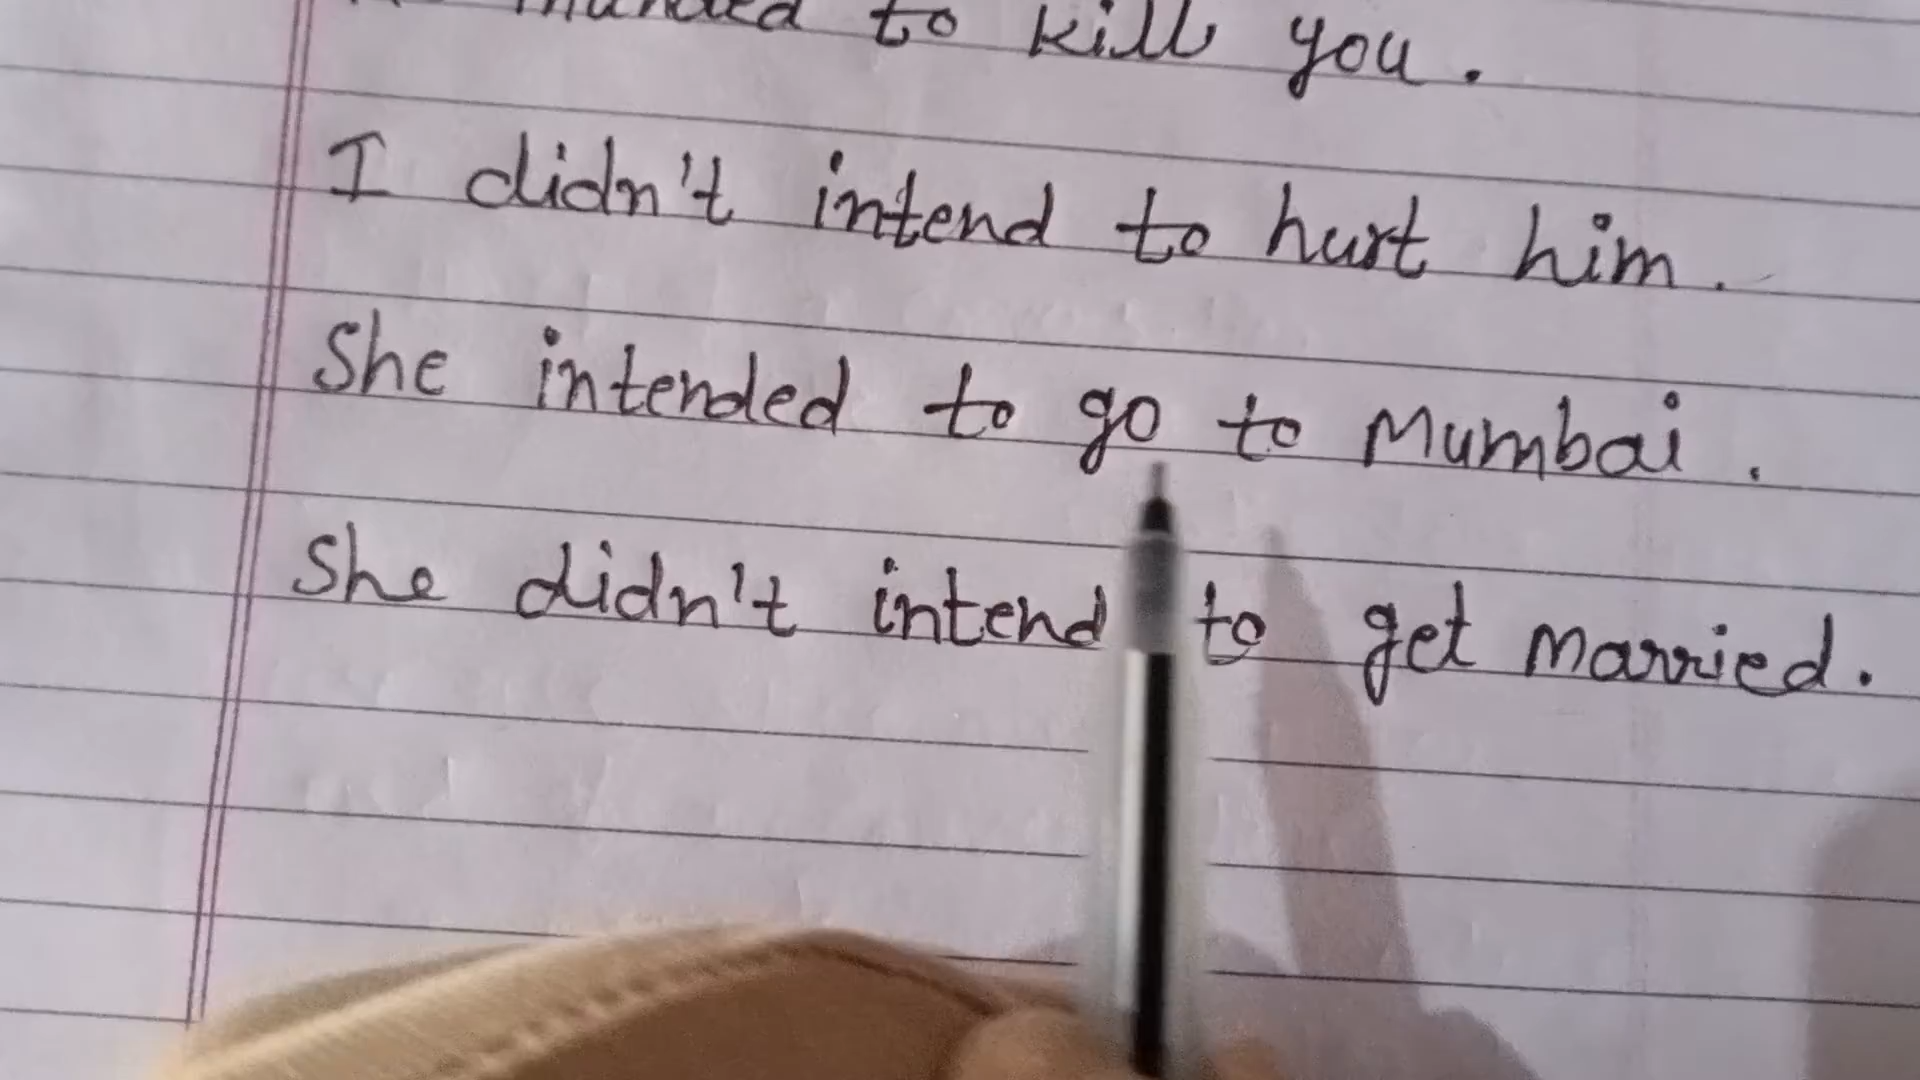 intended to kill you.
I didn't intend to hurt him.
She intended to go to Mumbai.
She didn't intend to get married.